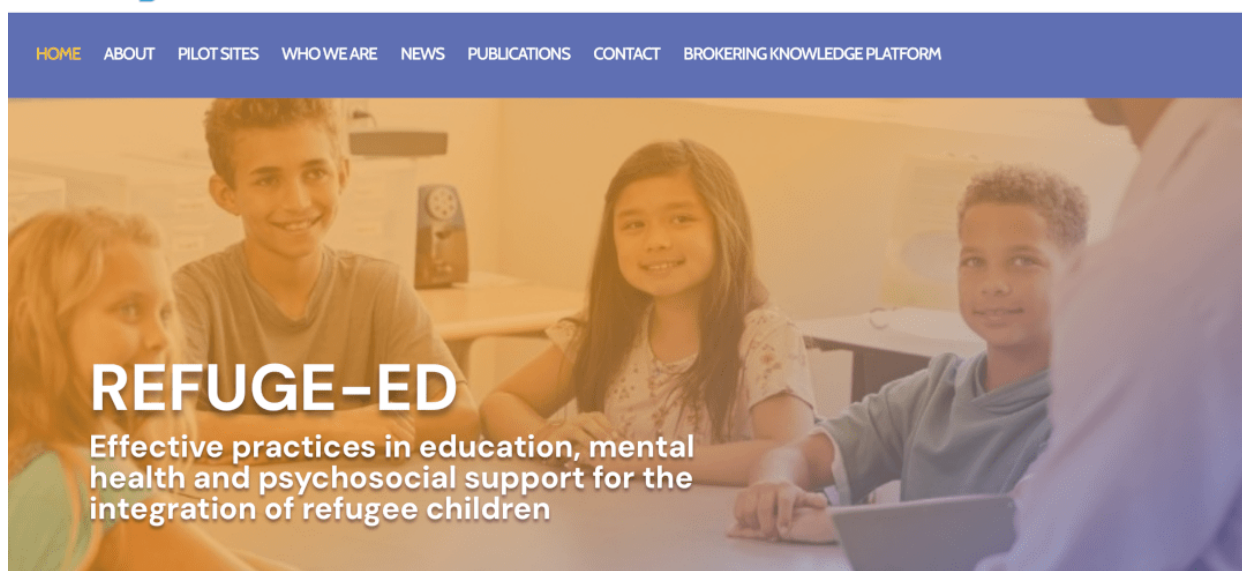 HOME ABOUT PILOT SITES WHO WE ARE NEWS PUBLICATIONS CONTACT BROKERING KNOWLEDGE PLATFORM
REFUGE-ED
Effective practices in education, mental
health and psychosocial support for the
integration of refugee children